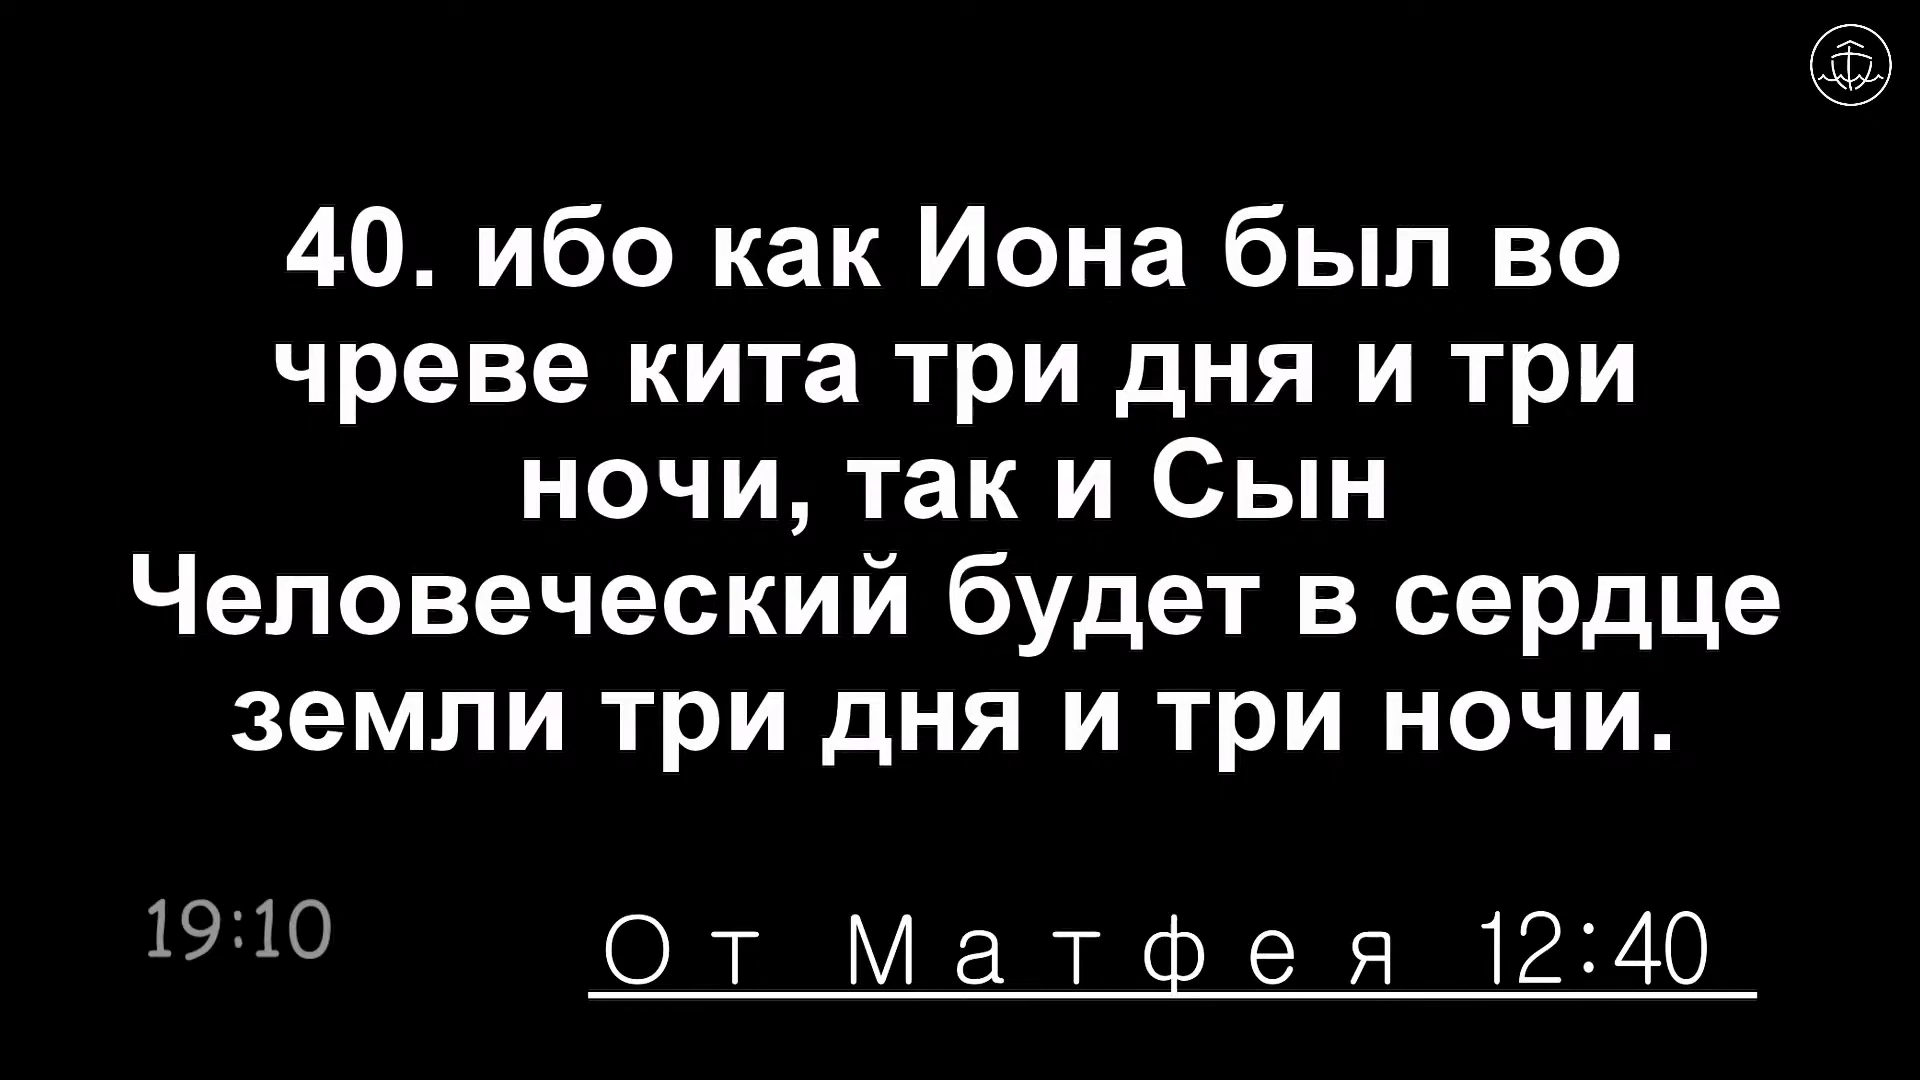 40. ибо как Иона был во
чреве кита три дня и три
ночи, так и Сын
Человеческий будет в сердце
земли три дня и три ночи.
19:10
От Матфея 12:40